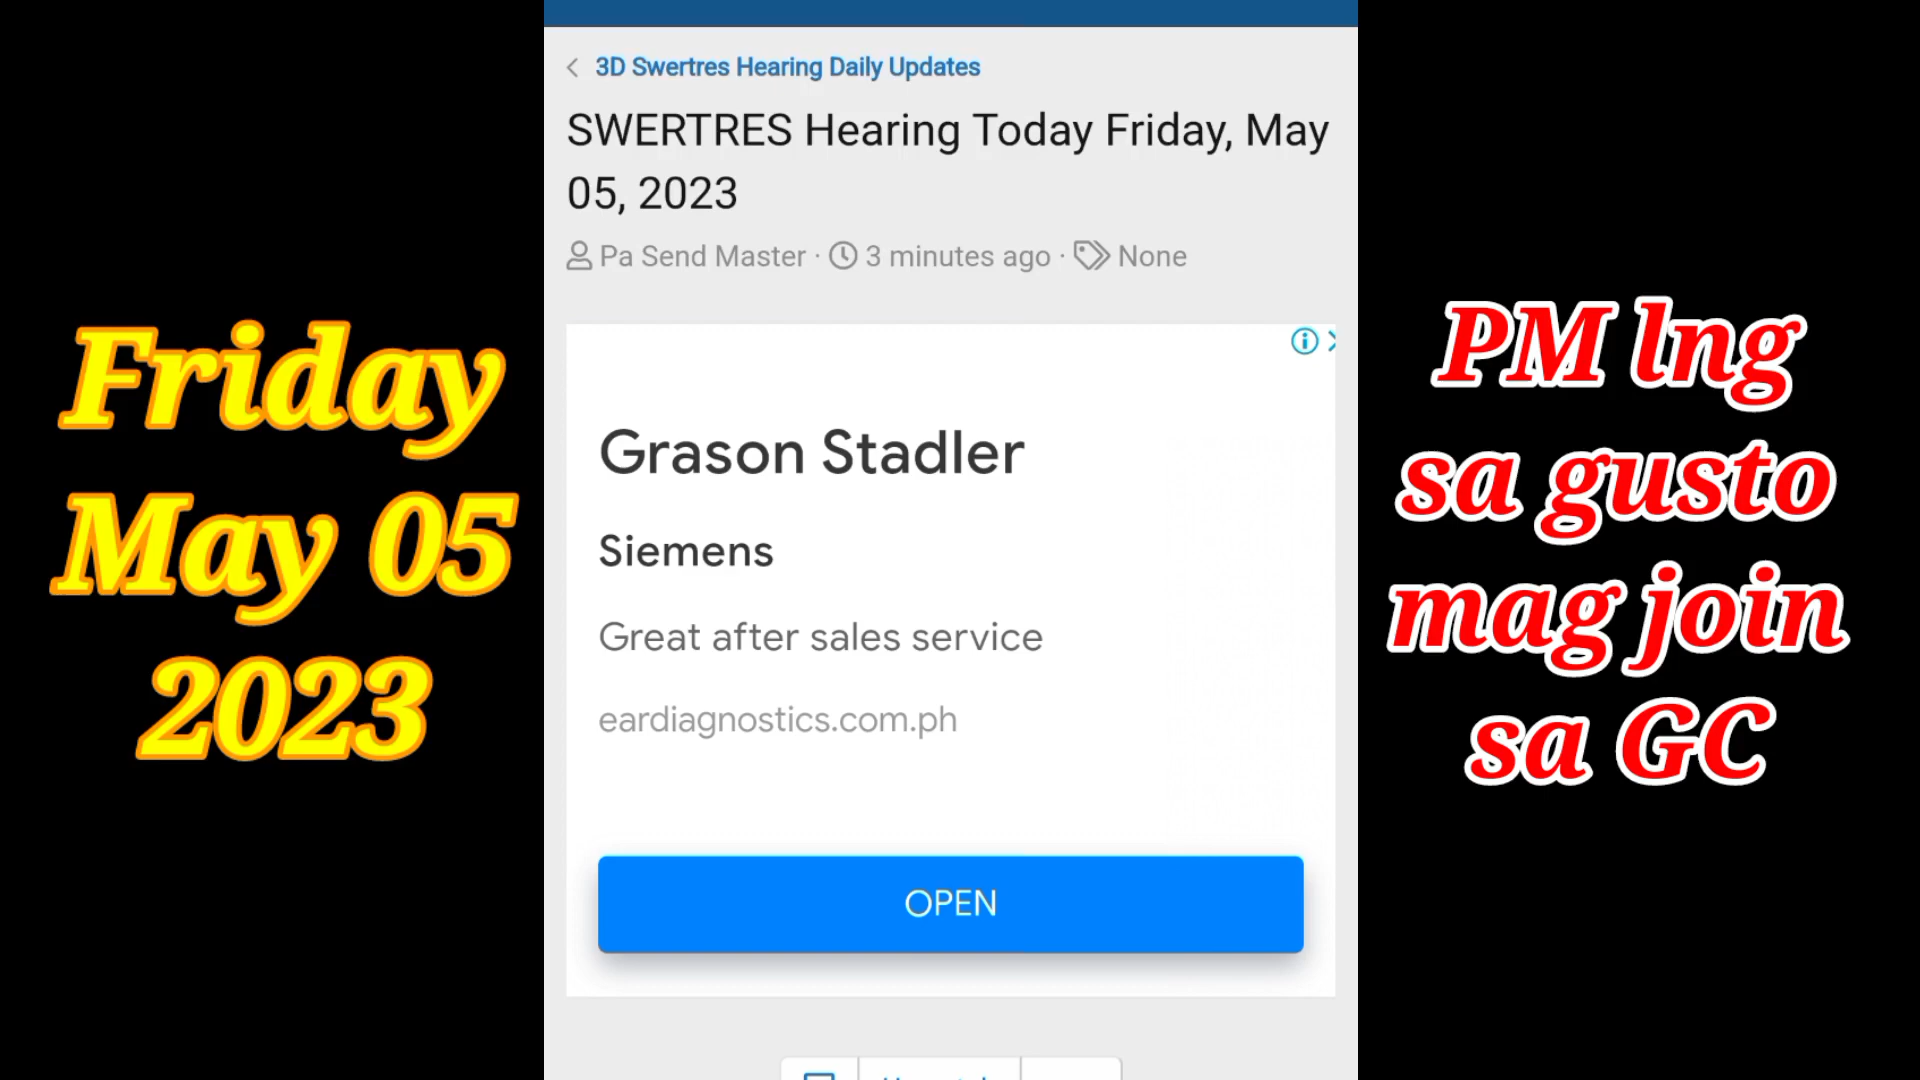 Friday
May 05
2023
3D Swertres Hearing Daily Updates
SWERTRES Hearing Today Friday, May
05, 2023
Pa Send Master · 3 minutes ago · None
Grason Stadler
Siemens
Great after sales service
eardiagnostics.com.ph
OPEN
PM lng
sa gusto
mag join
sa GC